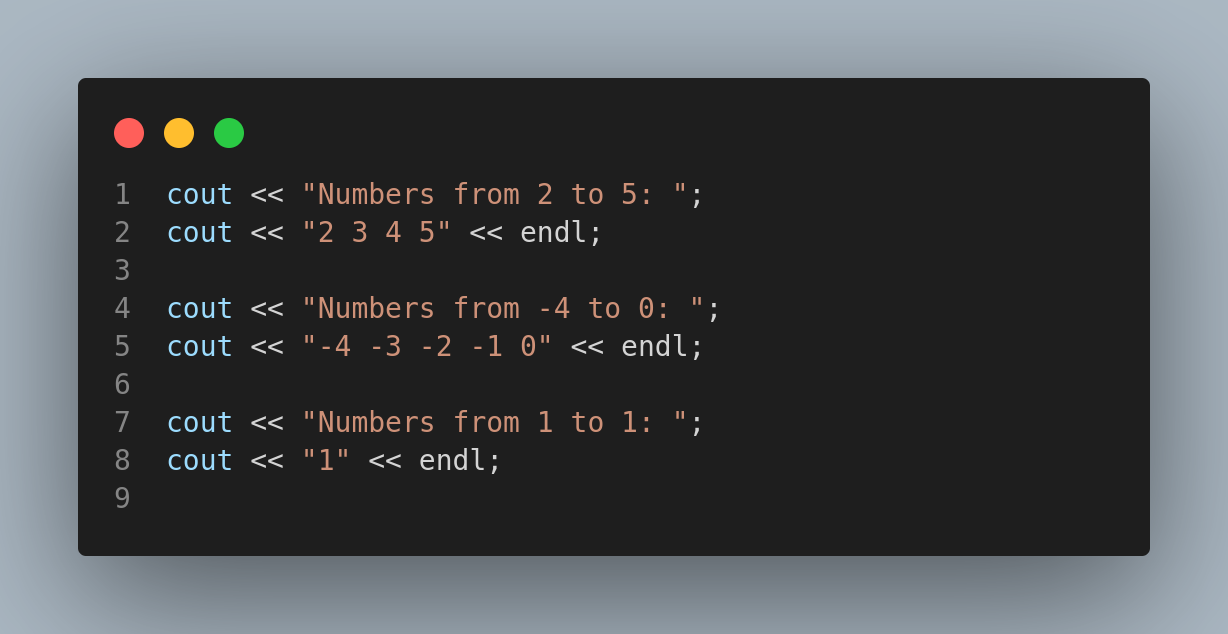 1 cout << "Numbers from 2 to 5: ";
2 cout << "2 3 4 5" << endl;
3
4 cout << "Numbers from -4 to 0: ";
5 cout << "-4 -3 -2 -1 0" << endl;
6
7 cout << "Numbers from 1 to 1: ";
8 cout << "1" << endl;
9